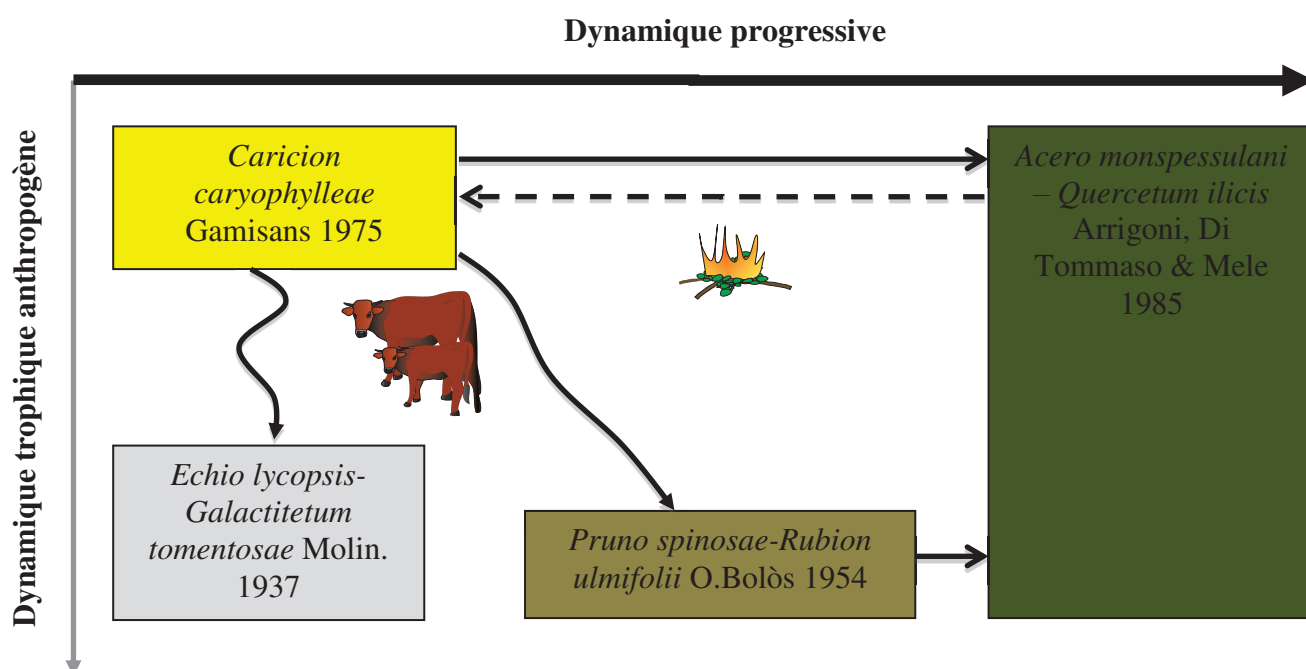 Dynamique progressive
Dynamique trophique anthropogène
Caricion
caryophylleae
Gamisans 1975
Acero monspessulani
– Quercetum ilicis
Arrigoni, Di
Tommaso & Mele
1985
Echio lycopsis-
Galactitetum
tomentosae Molin.
1937
Pruno spinosae-Rubion
ulmifolii O.Bolòs 1954